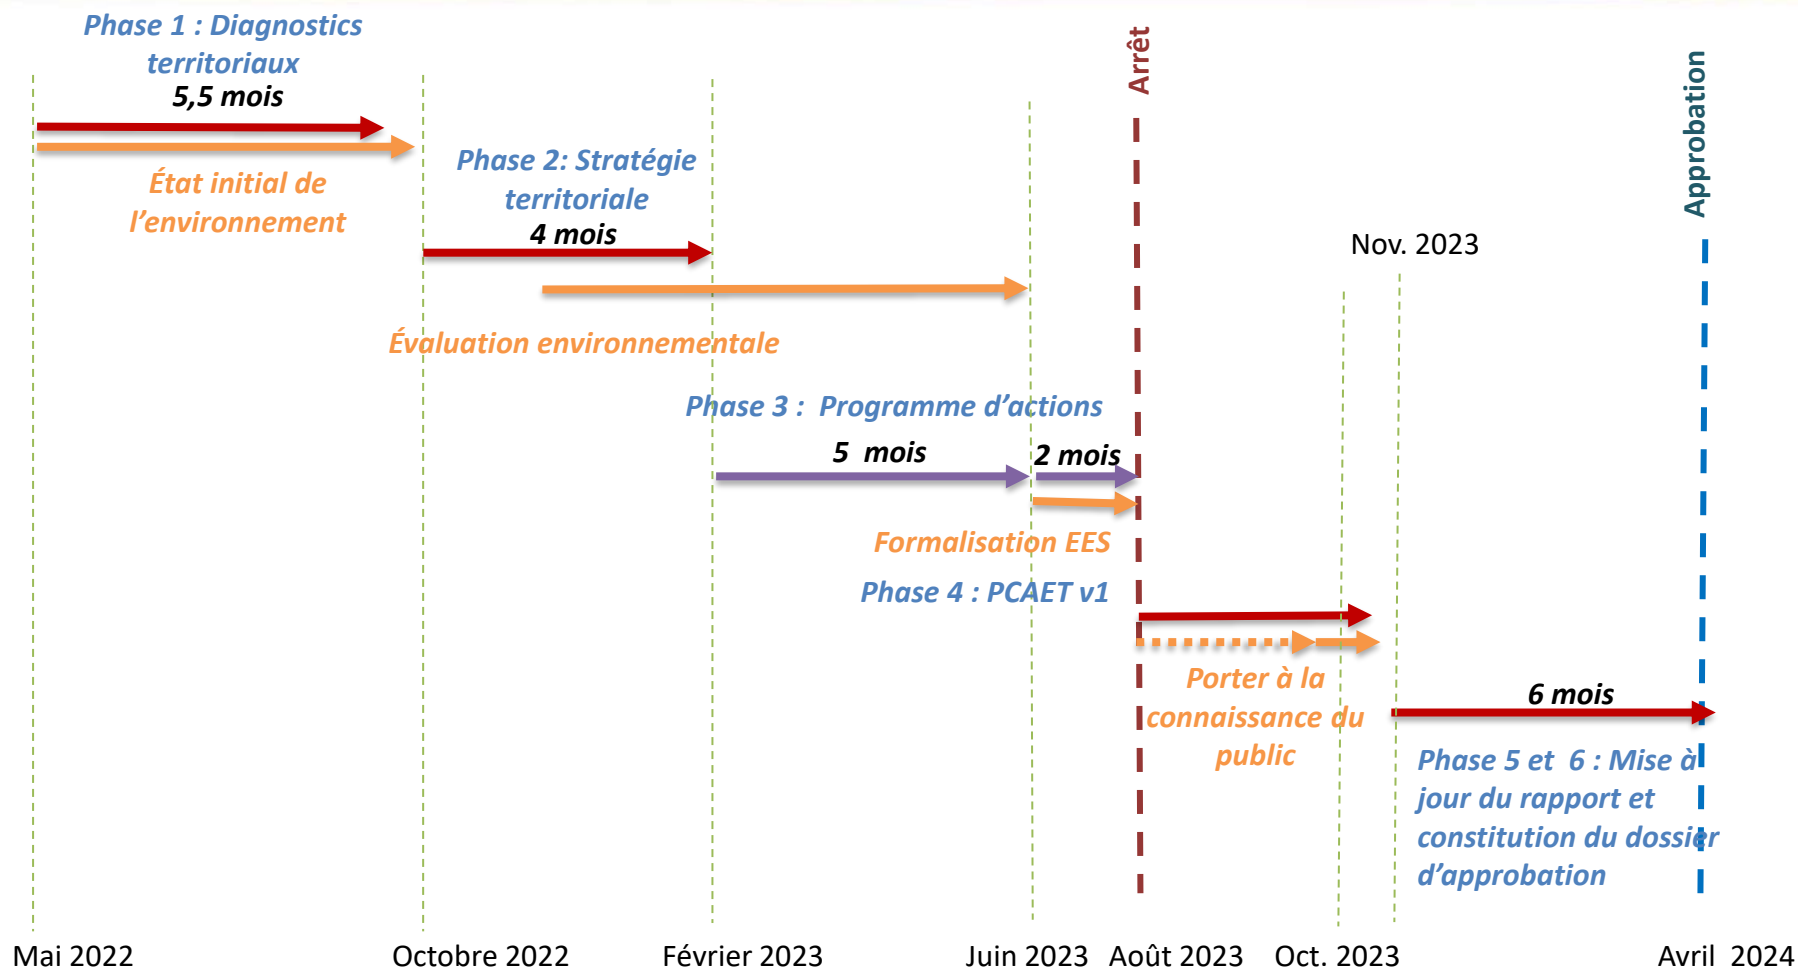 Phase 1 : Diagnostics
territoriaux
5,5 mois
État initial de
l’environnement
Phase 2: Stratégie
territoriale
4 mois
Évaluation environnementale
Phase 3 :  Programme d’actions
5  mois
2 mois
Formalisation EES
Phase 4 : PCAET v1
Arrêt
Porter à la
connaissance du
public
Nov. 2023
Approbation
6 mois
Phase 5 et  6 : Mise à
jour du rapport et
constitution du dossier
d’approbation
Mai 2022
Octobre 2022
Février 2023
Juin 2023
Août 2023
Oct. 2023
Avril  2024